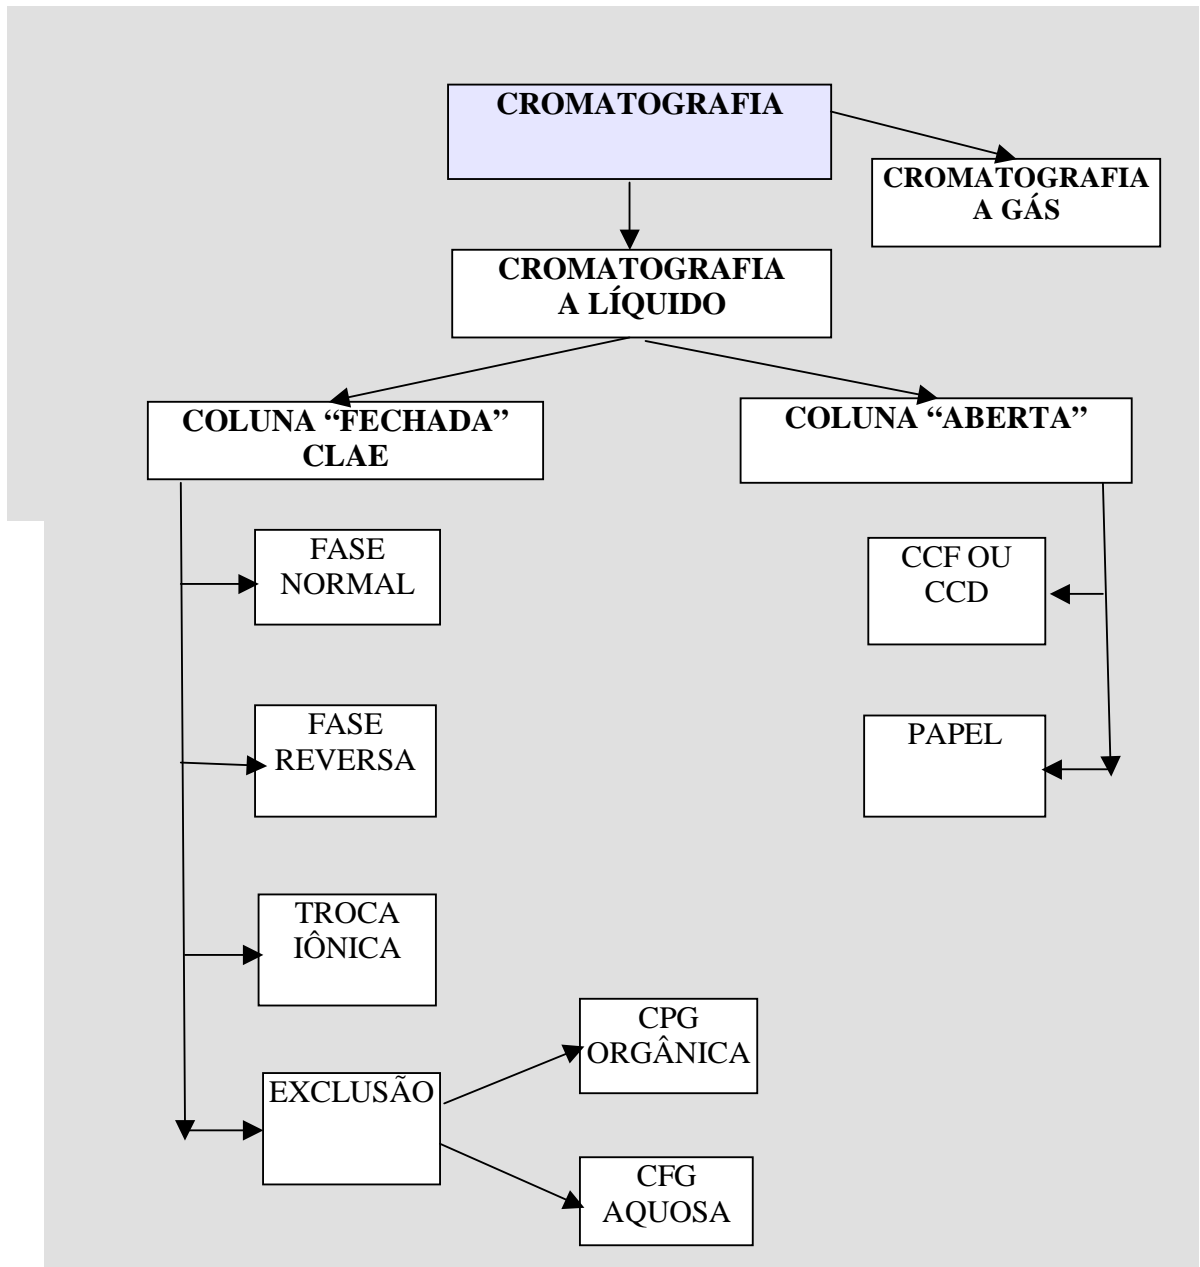 CROMATOGRAFIA
CROMATOGRAFIA
A GÁS
CROMATOGRAFIA
A LÍQUIDO
COLUNA “FECHADA”
CLAE
COLUNA “ABERTA”
FASE
NORMAL
CCF OU
CCD
FASE
REVERSA
PAPEL
TROCA
IÔNICA
CPG
ORGÂNICA
EXCLUSÃO
CFG
AQUOSA